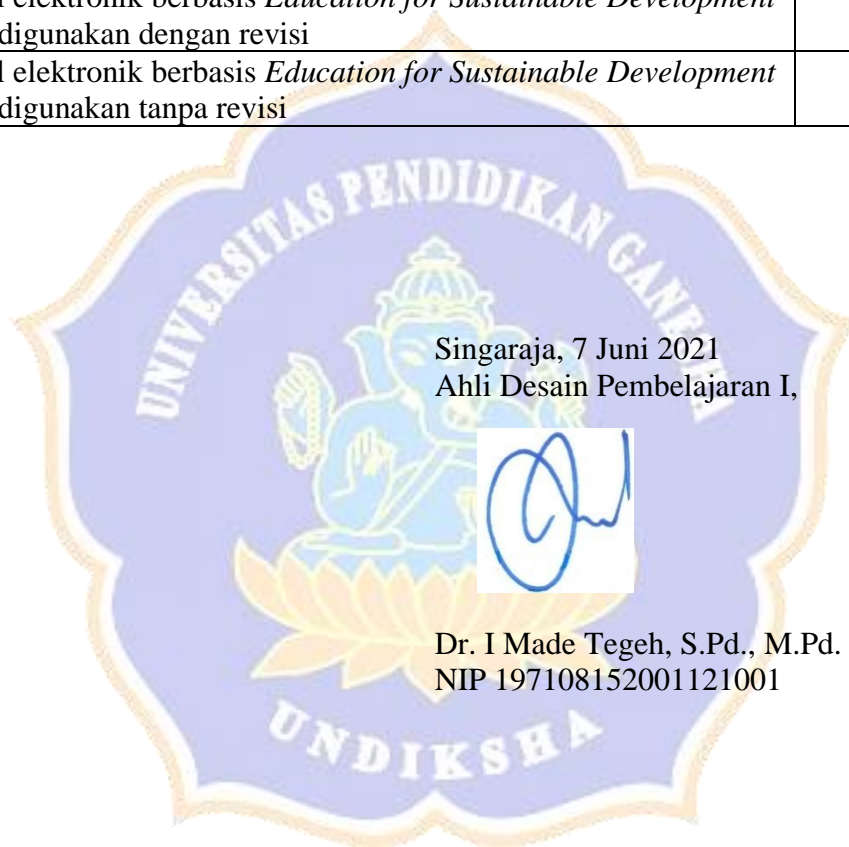 elektronik berbasis Education for Sustainable Development
digunakan dengan revisi
elektronik berbasis Education for Sustainable Development
digunakan tanpa revisi
UNIVERSITAS PENDIDIKAN GANESHA
Singaraja, 7 Juni 2021
Ahli Desain Pembelajaran I,
Dr. I Made Tegeh, S.Pd., M.Pd.
NIP 197108152001121001
UNDIKSHA